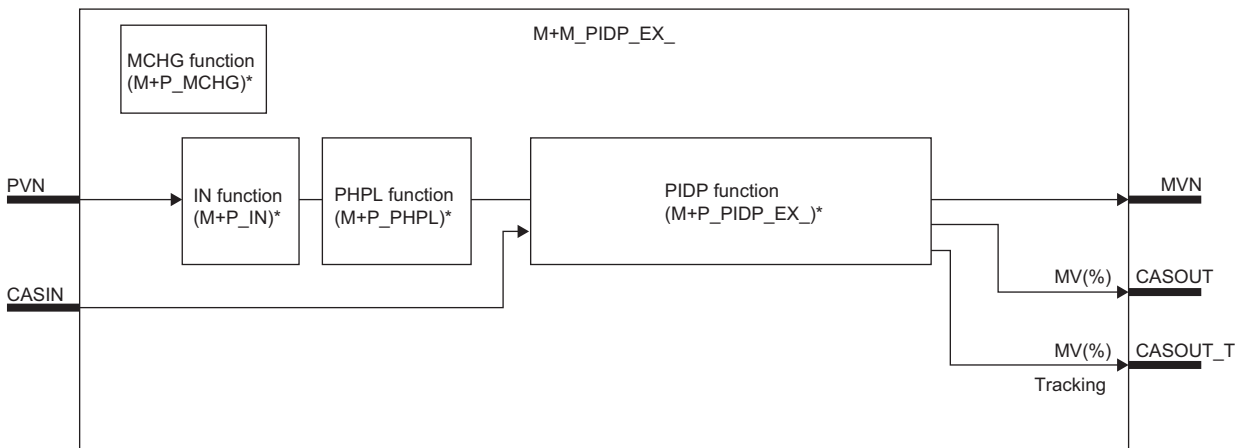 M+M_PIDP_EX_
MCHG function
(M+P_MCHG)*
PVN
IN function
(M+P_IN)*
PHPL function
(M+P_PHPL)*
PIDP function
(M+P_PIDP_EX_)*
MVN
CASIN
MV(%)
CASOUT
MV(%)
CASOUT_T
Tracking